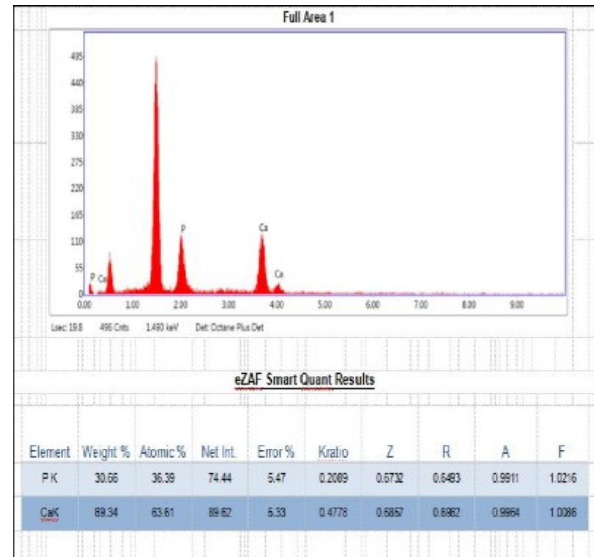 Full Area 1
495
440
385
330
275
220
165
110
55
0
P Ca P Ca Ca
0.00 1.00 2.00 3.00 4.00 5.00 6.00 7.00 8.00 9.00
Lsec: 19.8 496 Cnts 1.490 keV Det: Octane Plus Det
eZAF Smart Quant Results
Element Weight % Atomic % Net Int. Error % Kratio Z R A F
P K 30.66 36.39 74.44 5.47 0.2089 0.6732 0.6493 0.9911 1.0216
CaK 69.34 63.61 89.62 5.33 0.4778 0.6857 0.6962 0.9964 1.0086